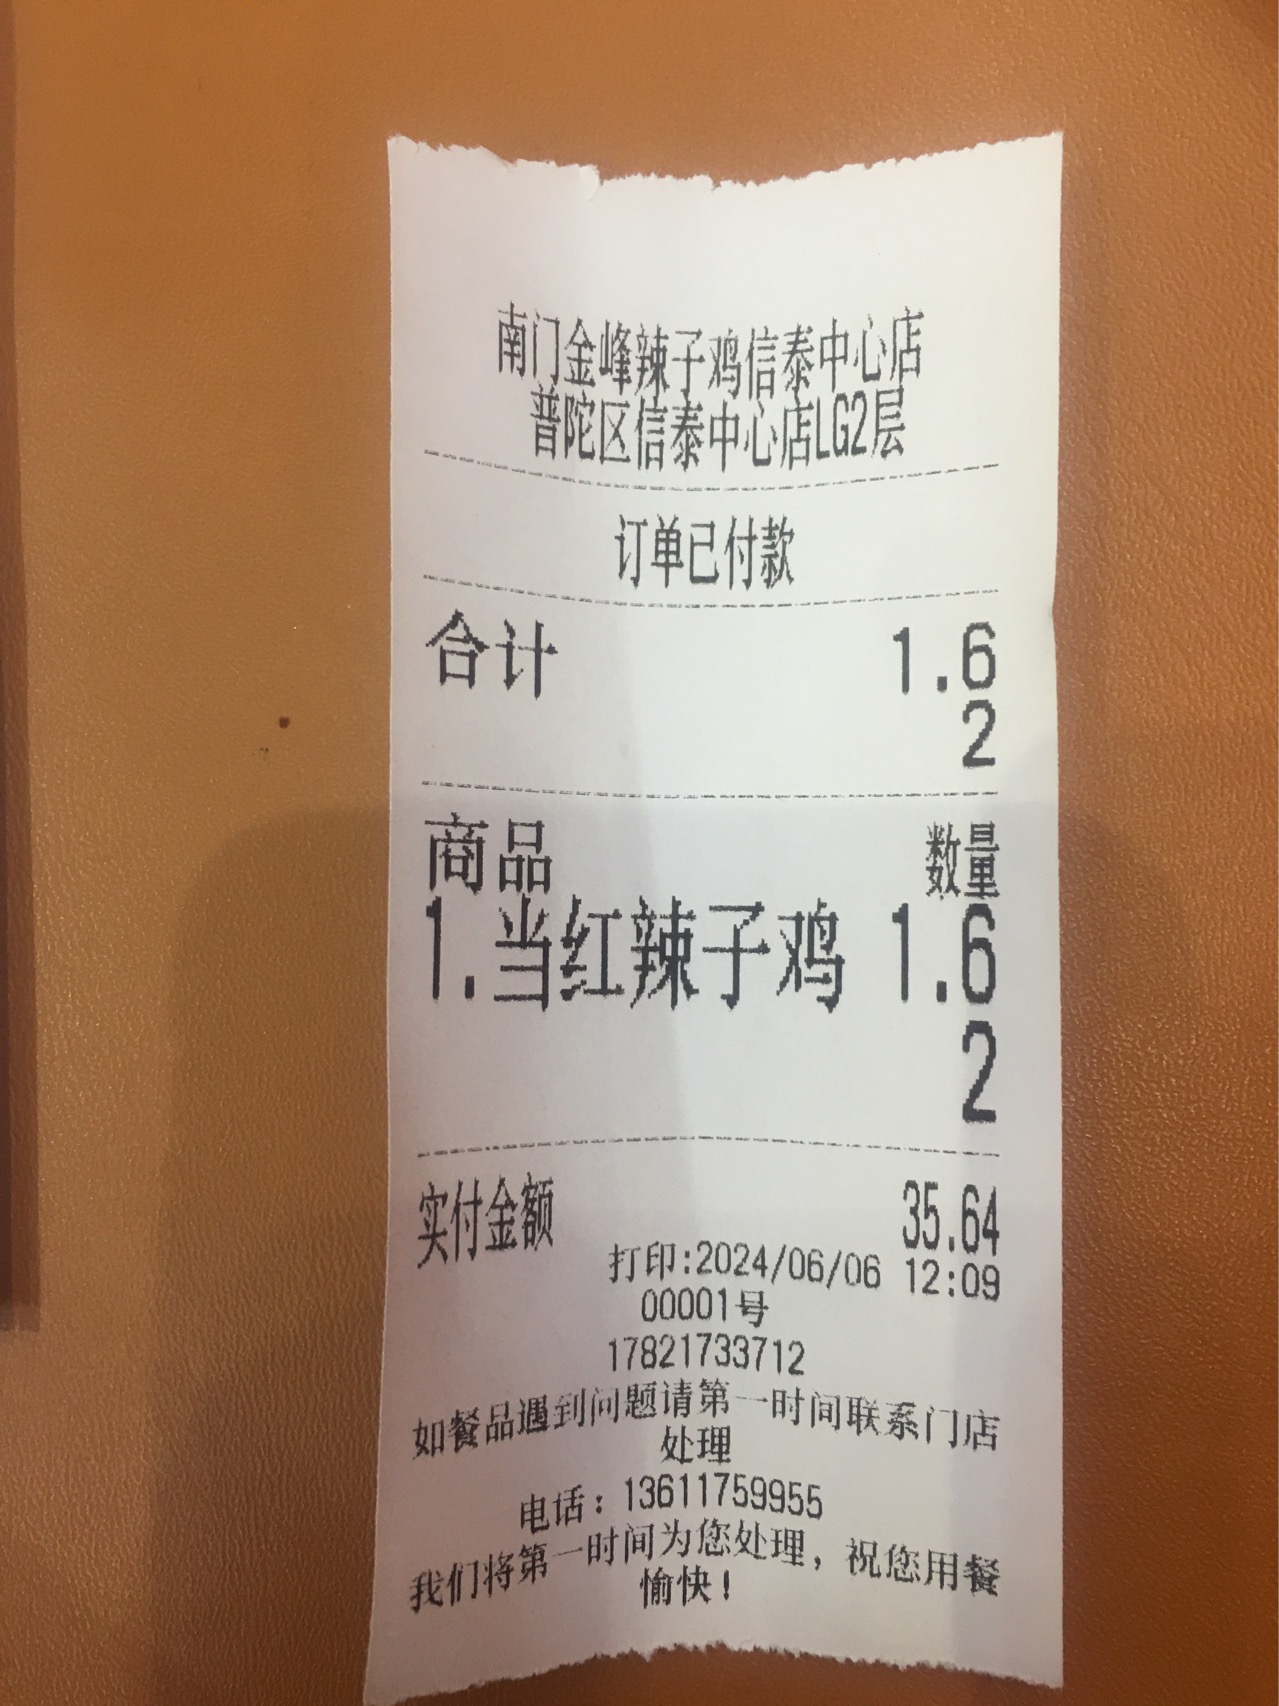 南门金峰辣子鸡信泰中心店
普陀区信泰中心店LG2层
订单已付款
合计 1.6
2
商品 数量
1.当红辣子鸡 1.6
2
实付金额 35.64
打印:2024/06/06 12:09
00001号
17821733712
如餐品遇到问题请第一时间联系门店
处理
电话：13611759955
我们将第一时间为您处理，祝您用餐
愉快！